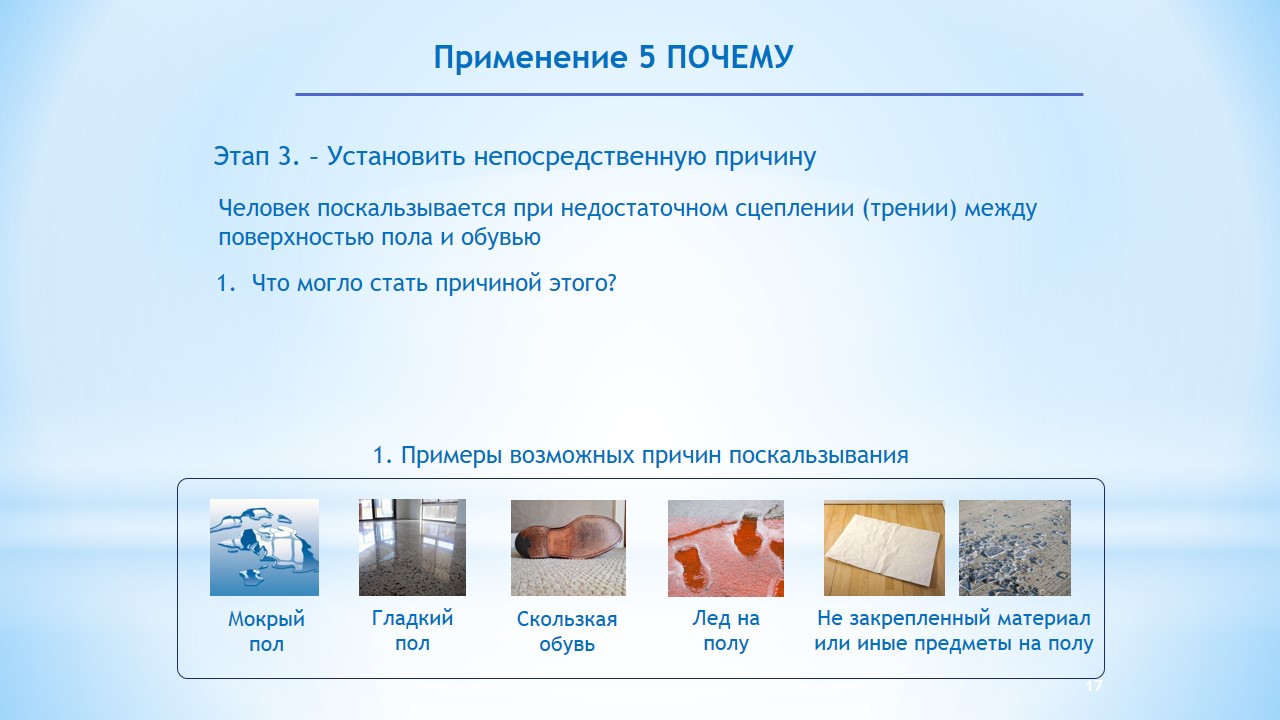 Применение 5 ПОЧЕМУ
Этап 3. – Установить непосредственную причину
Человек поскальзывается при недостаточном сцеплении (трении) между
поверхностью пола и обувью
1. Что могло стать причиной этого?
1. Примеры возможных причин поскальзывания
Мокрый
пол
Гладкий
пол
Скользкая
обувь
Лед на
полу
Не закрепленный материал
или иные предметы на полу
17